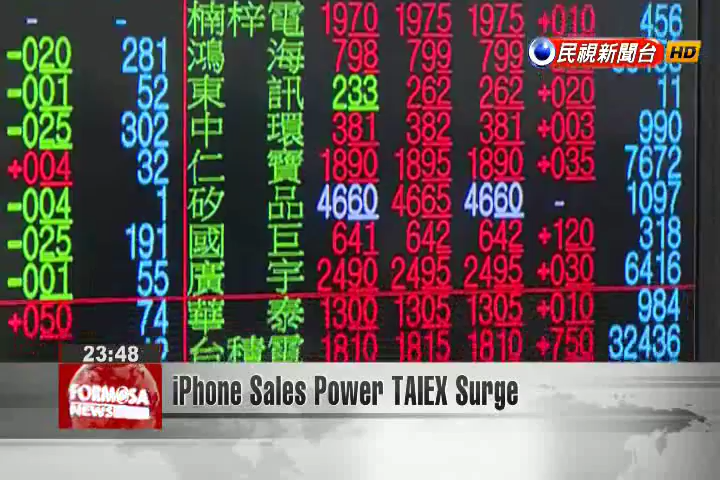 - - 楠梓電 1970 1975 1975 +010 456
-020 281 鴻海 798 799 799
-001 52 東訊 233 262 262 +020 11
-025 302 中環 381 382 381 +003 990
+004 32 仁寶 1890 1895 1890 +035 7672
-004 1 矽品 4660 4665 4660 - 1097
-025 191 國巨 641 642 642 +120 318
-001 55 廣宇 2490 2495 2495 +030 6416
+050 74 華泰 1300 1305 1305 +010 984
台積電 1810 1815 1810 +750 32436
民視新聞台 HD
23:48
FORM@SA
NEWS
iPhone Sales Power TAIEX Surge